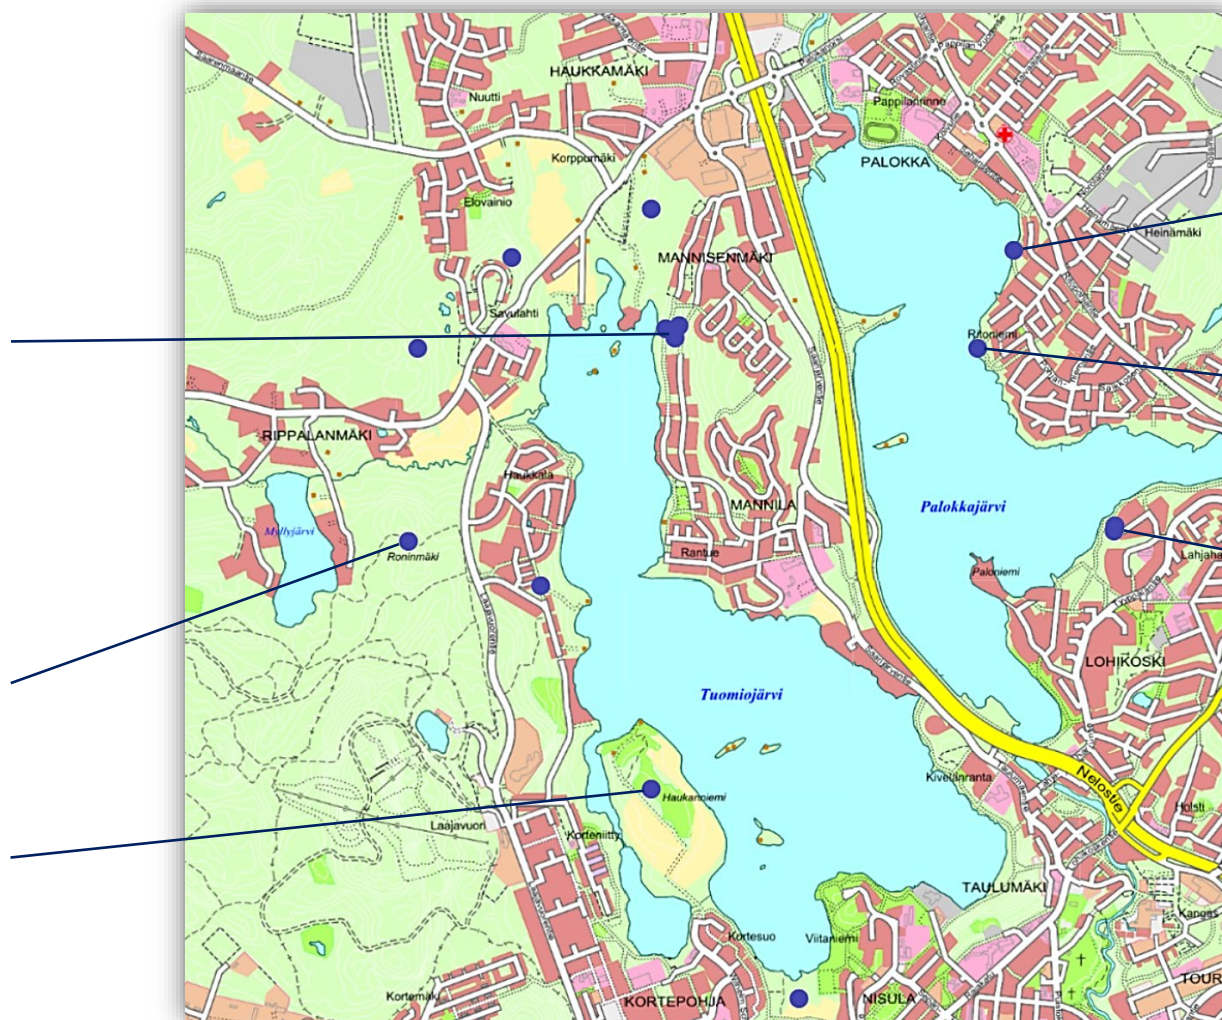 HAUKKAMÄKI
Nuutti
Pappilanrinne
Korppumäki
PALOKKA
Elovainio
Heinämäki
MANNISENMÄKI
Savulahti
Ritoniemi
RIPPALANMÄKI
Haukkala
MANNILA
Palokkajärvi
Myllyjärvi
Rantue
Roninmäki
Lahjaha
Paloniemi
Laajavuorentie
LOHIKOSKI
Tuomiojärvi
Kivelänranta
Nelostie
Haukanniemi
Holsti
Laajavuori
Korteniitty
TAULUMÄKI
Kangas
Kortesuo
Viitaniemi
TOUR
Kortemäki
KORTEPOHJA
NISULA